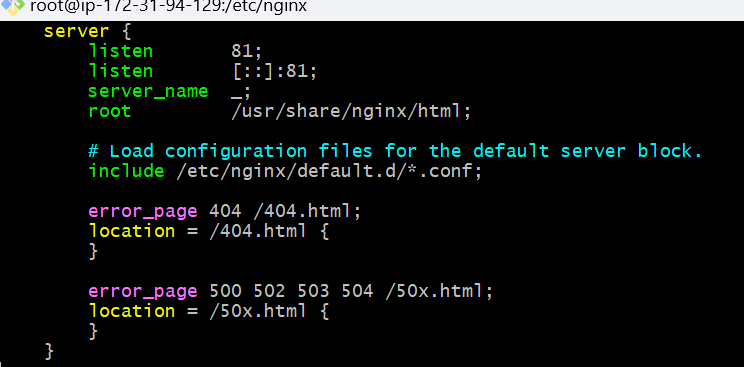 root@ip-172-31-94-129:/etc/nginx
server {
    listen       81;
    listen       [::]:81;
    server_name  _;
    root         /usr/share/nginx/html;

    # Load configuration files for the default server block.
    include /etc/nginx/default.d/*.conf;

    error_page 404 /404.html;
    location = /404.html {
    }

    error_page 500 502 503 504 /50x.html;
    location = /50x.html {
    }
}